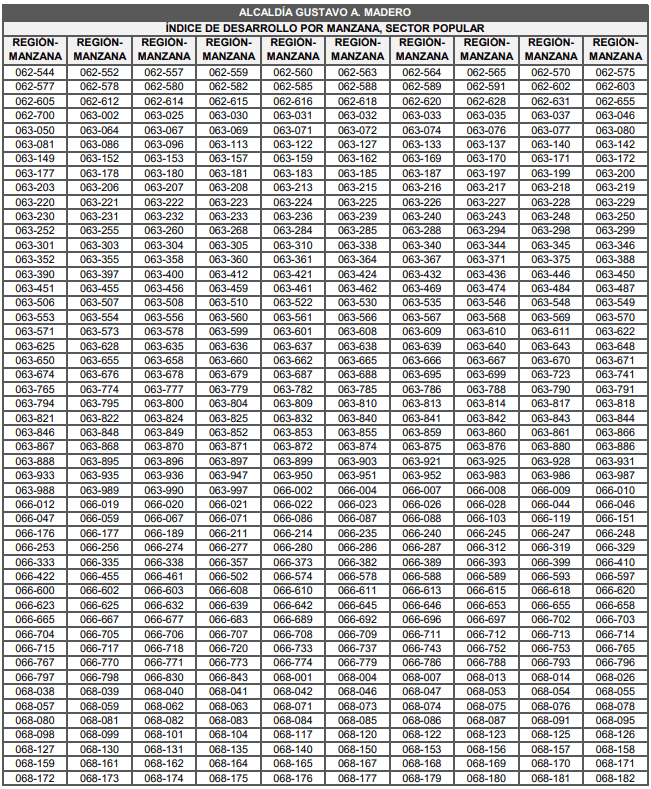 ALCALDÍA GUSTAVO A. MADERO
ÍNDICE DE DESARROLLO POR MANZANA, SECTOR POPULAR
REGIÓN- REGIÓN- REGIÓN- REGIÓN- REGIÓN- REGIÓN- REGIÓN- REGIÓN- REGIÓN- REGIÓN-
MANZANA MANZANA MANZANA MANZANA MANZANA MANZANA MANZANA MANZANA MANZANA MANZANA
062-544 062-552 062-557 062-559 062-560 062-563 062-564 062-565 062-570 062-575
062-577 062-578 062-580 062-582 062-585 062-588 062-589 062-591 062-602 062-603
062-605 062-612 062-614 062-615 062-616 062-618 062-620 062-628 062-631 062-655
062-700 063-002 063-025 063-030 063-031 063-032 063-033 063-035 063-037 063-046
063-050 063-064 063-067 063-069 063-071 063-072 063-074 063-076 063-077 063-080
063-081 063-086 063-096 063-113 063-122 063-127 063-133 063-137 063-140 063-142
063-149 063-152 063-153 063-157 063-159 063-162 063-169 063-170 063-171 063-172
063-177 063-178 063-180 063-181 063-183 063-185 063-187 063-197 063-199 063-200
063-203 063-206 063-207 063-208 063-213 063-215 063-216 063-217 063-218 063-219
063-220 063-221 063-222 063-223 063-224 063-225 063-226 063-227 063-228 063-229
063-230 063-231 063-232 063-233 063-236 063-239 063-240 063-243 063-248 063-250
063-252 063-255 063-260 063-268 063-284 063-285 063-288 063-294 063-298 063-299
063-301 063-303 063-304 063-305 063-310 063-338 063-340 063-344 063-345 063-346
063-352 063-355 063-358 063-360 063-361 063-364 063-367 063-371 063-375 063-388
063-390 063-397 063-400 063-412 063-421 063-424 063-432 063-436 063-446 063-450
063-451 063-455 063-456 063-459 063-461 063-462 063-469 063-474 063-484 063-487
063-506 063-507 063-508 063-510 063-522 063-530 063-535 063-546 063-548 063-549
063-553 063-554 063-556 063-560 063-561 063-566 063-567 063-568 063-569 063-570
063-571 063-573 063-578 063-599 063-601 063-608 063-609 063-610 063-611 063-622
063-625 063-628 063-635 063-636 063-637 063-638 063-639 063-640 063-643 063-648
063-650 063-655 063-658 063-660 063-662 063-665 063-666 063-667 063-670 063-671
063-674 063-676 063-678 063-679 063-687 063-688 063-695 063-699 063-723 063-741
063-765 063-774 063-777 063-779 063-782 063-785 063-786 063-788 063-790 063-791
063-794 063-795 063-800 063-804 063-809 063-810 063-813 063-814 063-817 063-818
063-821 063-822 063-824 063-825 063-832 063-840 063-841 063-842 063-843 063-844
063-846 063-848 063-849 063-852 063-853 063-855 063-859 063-860 063-861 063-866
063-867 063-868 063-870 063-871 063-872 063-874 063-875 063-876 063-880 063-886
063-888 063-895 063-896 063-897 063-899 063-903 063-921 063-925 063-928 063-931
063-933 063-935 063-936 063-947 063-950 063-951 063-952 063-983 063-986 063-987
063-988 063-989 063-990 063-997 066-002 066-004 066-007 066-008 066-009 066-010
066-012 066-019 066-020 066-021 066-022 066-023 066-026 066-028 066-044 066-046
066-047 066-059 066-067 066-071 066-086 066-087 066-088 066-103 066-119 066-151
066-176 066-177 066-189 066-211 066-214 066-235 066-240 066-245 066-247 066-248
066-253 066-256 066-274 066-277 066-280 066-286 066-287 066-312 066-319 066-329
066-333 066-335 066-338 066-357 066-373 066-382 066-389 066-393 066-399 066-410
066-422 066-455 066-461 066-502 066-574 066-578 066-588 066-589 066-593 066-597
066-600 066-602 066-603 066-608 066-610 066-611 066-613 066-615 066-618 066-620
066-623 066-625 066-632 066-639 066-642 066-645 066-646 066-653 066-655 066-658
066-665 066-667 066-677 066-683 066-689 066-692 066-696 066-697 066-702 066-703
066-704 066-705 066-706 066-707 066-708 066-709 066-711 066-712 066-713 066-714
066-715 066-717 066-718 066-720 066-733 066-737 066-743 066-752 066-753 066-765
066-767 066-770 066-771 066-773 066-774 066-779 066-786 066-788 066-793 066-796
066-797 066-798 066-830 066-843 068-001 068-004 068-007 068-013 068-014 068-026
068-038 068-039 068-040 068-041 068-042 068-046 068-047 068-053 068-054 068-055
068-057 068-059 068-062 068-063 068-071 068-073 068-074 068-075 068-076 068-078
068-080 068-081 068-082 068-083 068-084 068-085 068-086 068-087 068-091 068-095
068-098 068-099 068-101 068-104 068-117 068-120 068-122 068-123 068-125 068-126
068-127 068-130 068-131 068-135 068-140 068-150 068-153 068-156 068-157 068-158
068-159 068-161 068-162 068-164 068-165 068-167 068-168 068-169 068-170 068-171
068-172 068-173 068-174 068-175 068-176 068-177 068-179 068-180 068-181 068-182